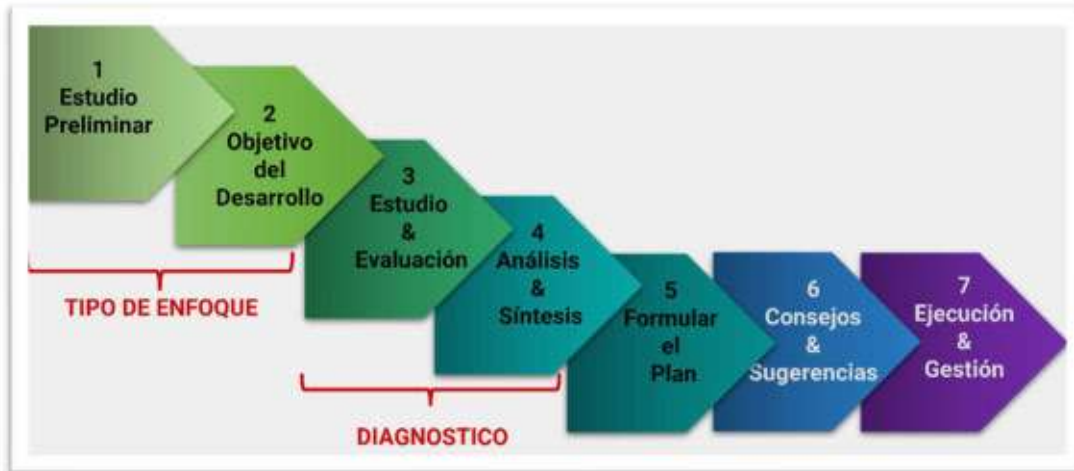 1
Estudio
Preliminar
2
Objetivo
del
Desarrollo
3
Estudio
&
Evaluación
4
Análisis
&
Síntesis
5
Formular
el
Plan
6
Consejos
&
Sugerencias
7
Ejecución
&
Gestión
TIPO DE ENFOQUE
DIAGNOSTICO